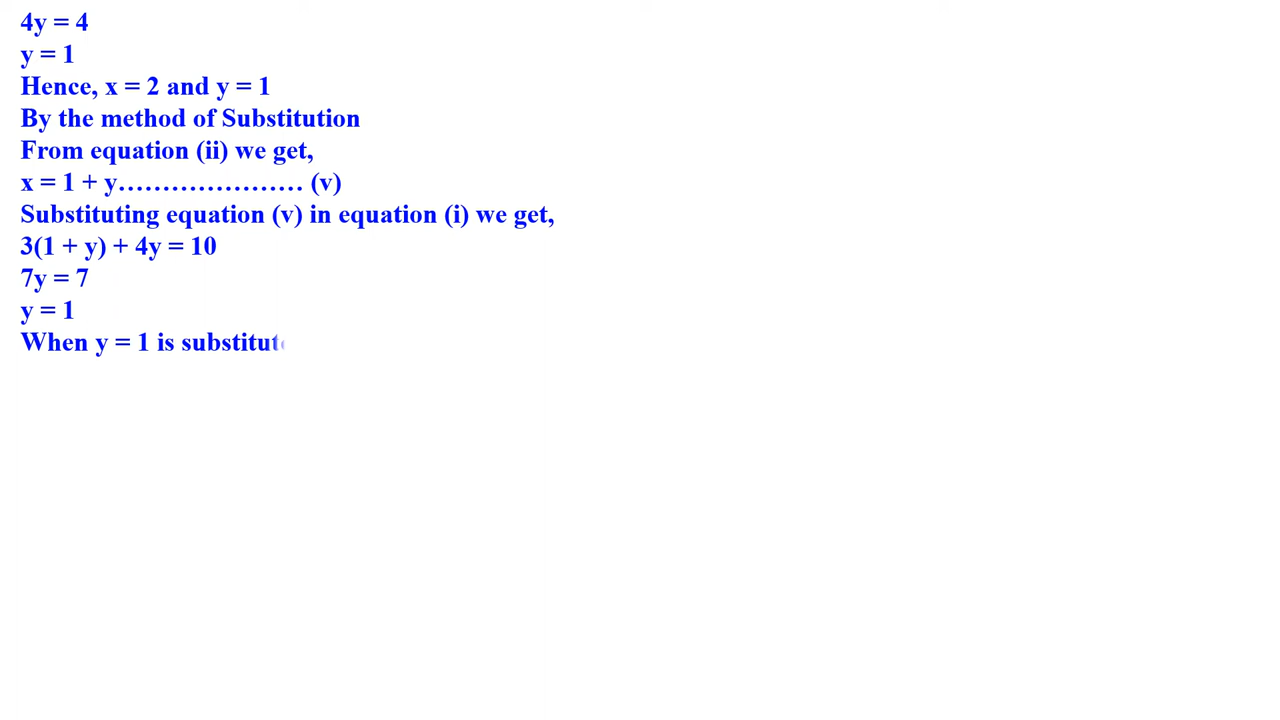 4y = 4
y = 1
Hence, x = 2 and y = 1
By the method of Substitution
From equation (ii) we get,
x = 1 + y………………… (v)
Substituting equation (v) in equation (i) we get,
3(1 + y) + 4y = 10
7y = 7
y = 1
When y = 1 is